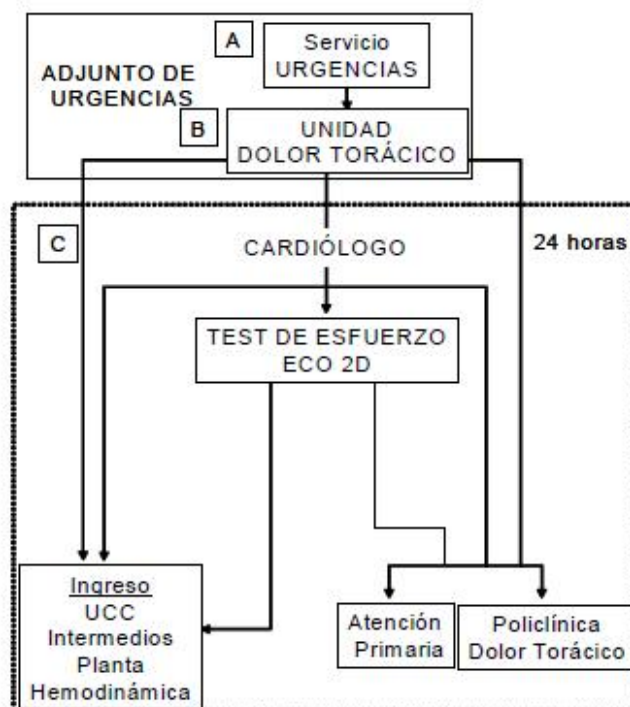 A
Servicio
URGENCIAS
ADJUNTO DE
URGENCIAS
B
UNIDAD
DOLOR TORÁCICO
C
CARDIÓLOGO
24 horas
TEST DE ESFUERZO
ECO 2D
Ingreso
UCC
Intermedios
Planta
Hemodinámica
Atención
Primaria
Policlínica
Dolor Torácico